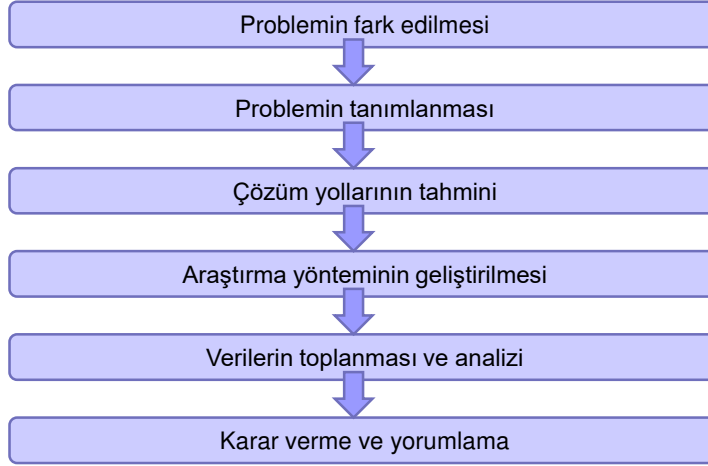 Problemin fark edilmesi
Problemin tanımlanması
Çözüm yollarının tahmini
Araştırma yönteminin geliştirilmesi
Verilerin toplanması ve analizi
Karar verme ve yorumlama